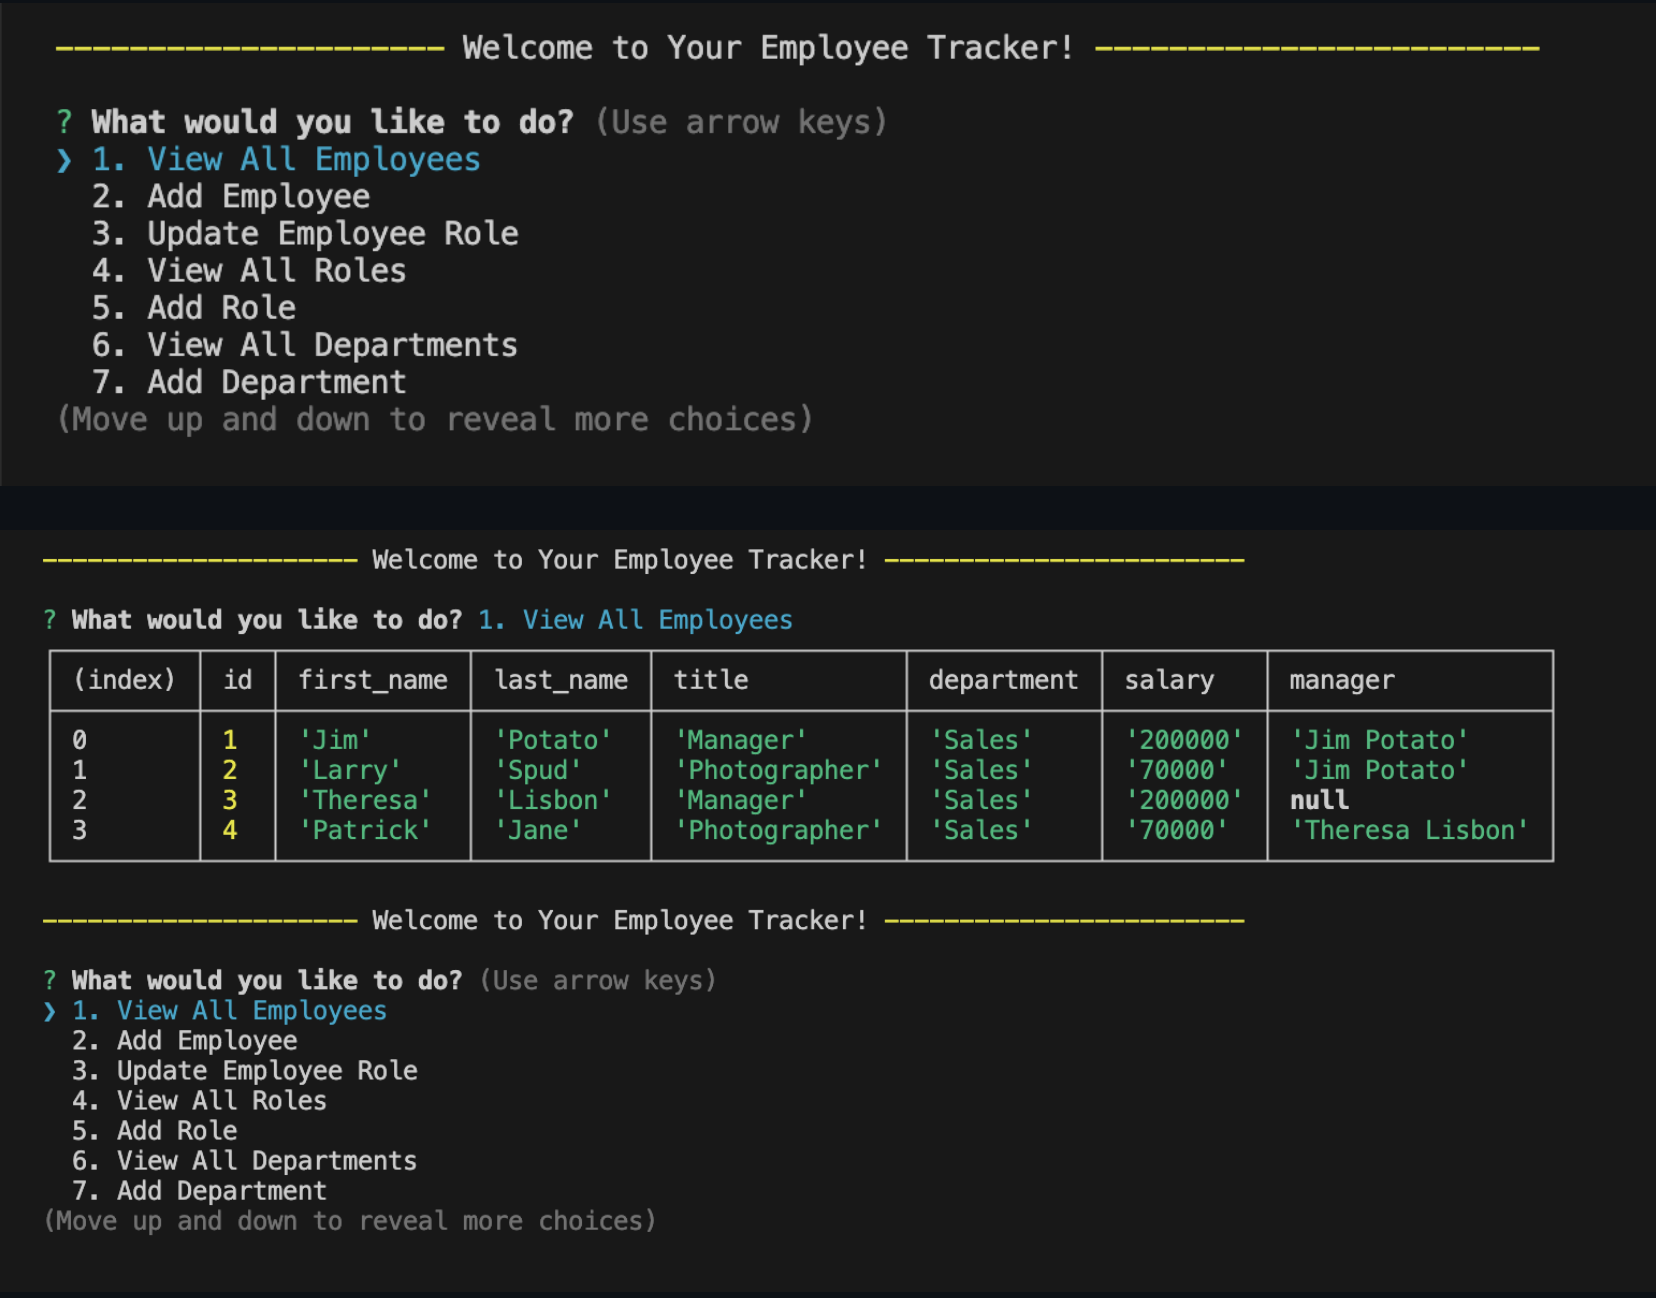 --------------------- Welcome to Your Employee Tracker! ------------------------
? What would you like to do? (Use arrow keys)
❯ 1. View All Employees
2. Add Employee
3. Update Employee Role
4. View All Roles
5. Add Role
6. View All Departments
7. Add Department
(Move up and down to reveal more choices)
--------------------- Welcome to Your Employee Tracker! ------------------------
? What would you like to do? 1. View All Employees
(index) id first_name last_name title department salary manager
0 1 'Jim' 'Potato' 'Manager' 'Sales' '200000' 'Jim Potato'
1 2 'Larry' 'Spud' 'Photographer' 'Sales' '70000' 'Jim Potato'
2 3 'Theresa' 'Lisbon' 'Manager' 'Sales' '200000' null
3 4 'Patrick' 'Jane' 'Photographer' 'Sales' '70000' 'Theresa Lisbon'
--------------------- Welcome to Your Employee Tracker! ------------------------
? What would you like to do? (Use arrow keys)
❯ 1. View All Employees
2. Add Employee
3. Update Employee Role
4. View All Roles
5. Add Role
6. View All Departments
7. Add Department
(Move up and down to reveal more choices)